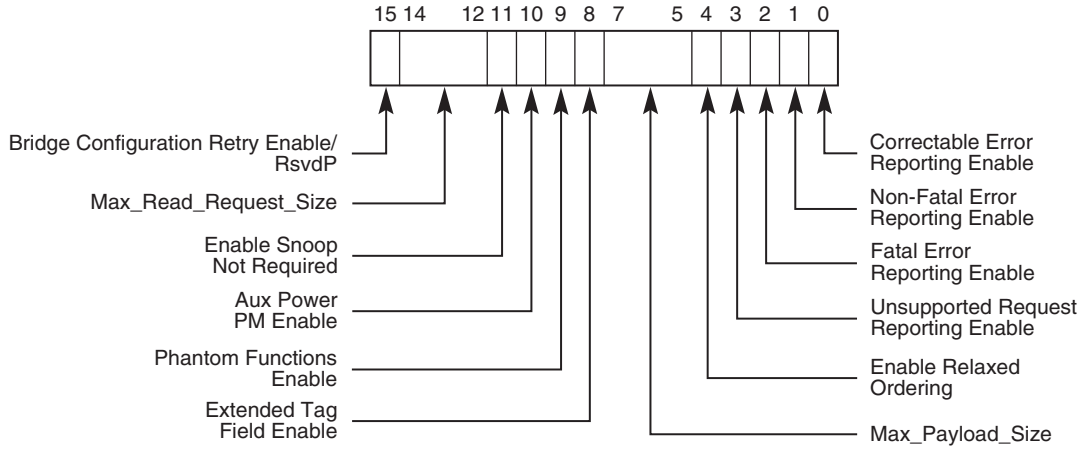 15 14 12 11 10 9 8 7 5 4 3 2 1 0
Bridge Configuration Retry Enable/
RsvdP
Max_Read_Request_Size
Enable Snoop
Not Required
Aux Power
PM Enable
Phantom Functions
Enable
Extended Tag
Field Enable
Correctable Error
Reporting Enable
Non-Fatal Error
Reporting Enable
Fatal Error
Reporting Enable
Unsupported Request
Reporting Enable
Enable Relaxed
Ordering
Max_Payload_Size